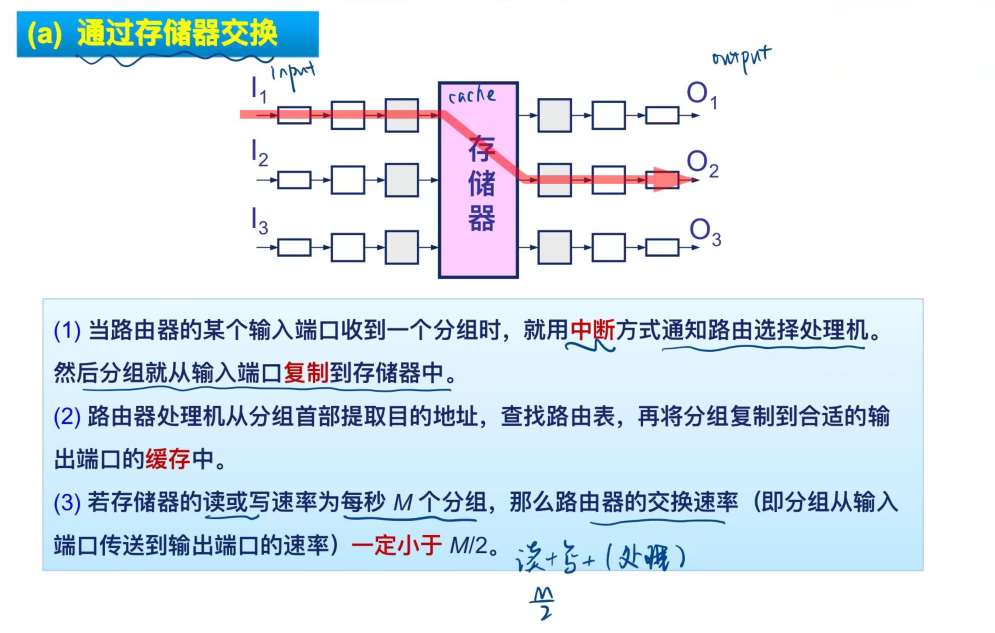 (a) 通过存储器交换
input
output
I1
cache
O1
I2
存储器
O2
I3
O3
(1) 当路由器的某个输入端口收到一个分组时，就用中断方式通知路由选择处理机。
然后分组就从输入端口复制到存储器中。
(2) 路由器处理机从分组首部提取目的地址，查找路由表，再将分组复制到合适的输
出端口的缓存中。
(3) 若存储器的读或写速率为每秒 M 个分组，那么路由器的交换速率（即分组从输入
端口传送到输出端口的速率）一定小于 M/2。
读+写+(处理)
M/2